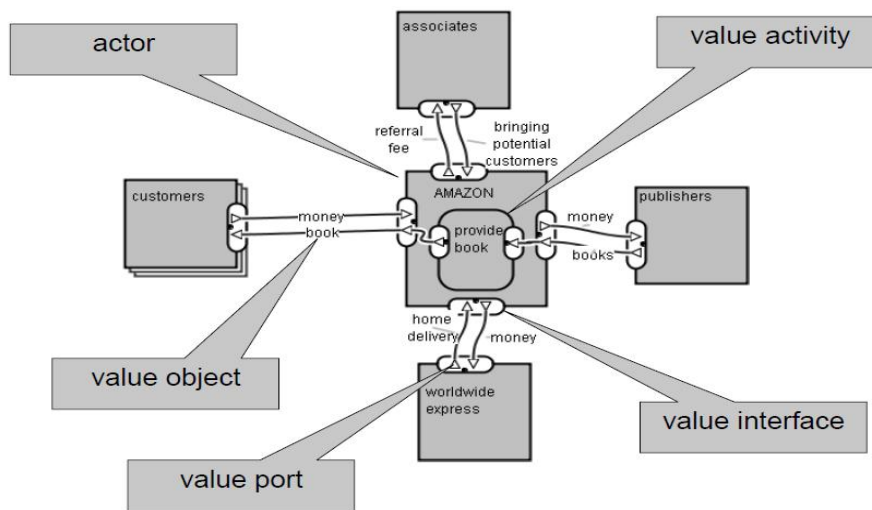 associates
actor
value activity
referral
fee
bringing
potential
customers
customers
AMAZON
publishers
money
book
provide
book
money
books
home
delivery
money
value object
worldwide
express
value interface
value port